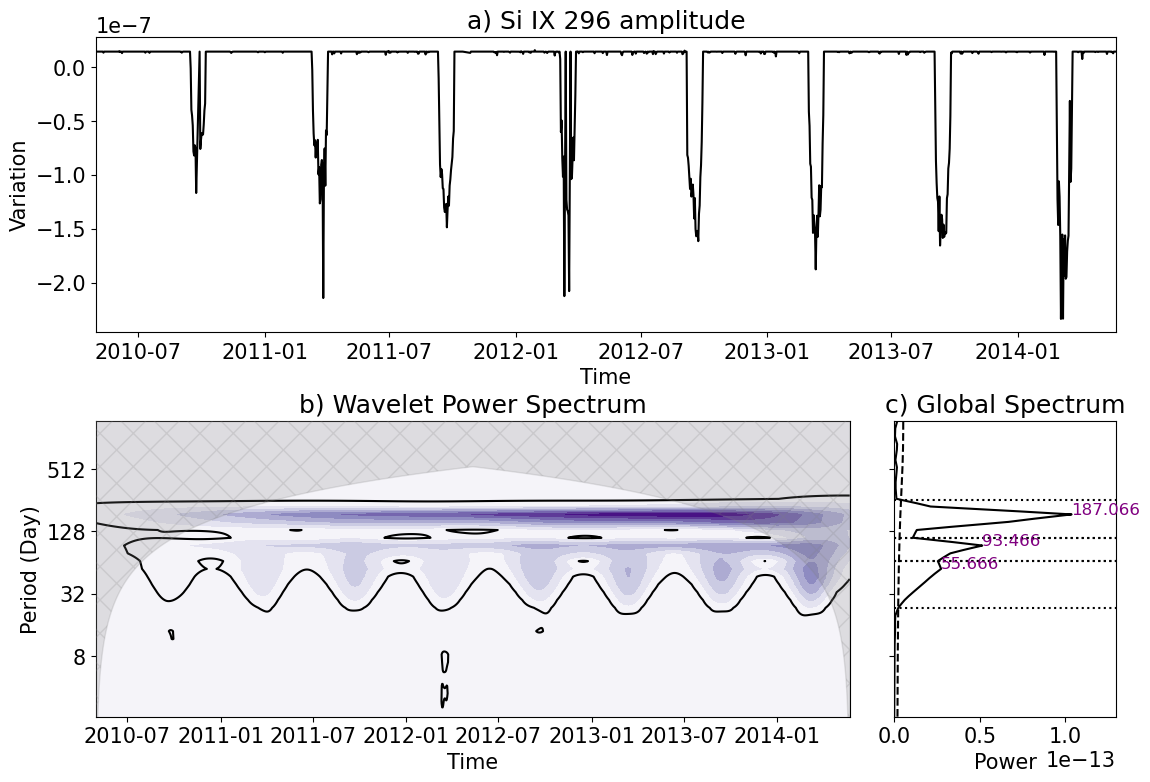 a) Si IX 296 amplitude
1e−7
0.0
−0.5
−1.0
−1.5
−2.0
Variation
2010-07 2011-01 2011-07 2012-01 2012-07 2013-01 2013-07 2014-01
Time
b) Wavelet Power Spectrum
512
128
32
8
Period (Day)
2010-07 2011-01 2011-07 2012-01 2012-07 2013-01 2013-07 2014-01
Time
c) Global Spectrum
187.066
93.466
55.666
0.0 0.5 1.0
Power 1e−13